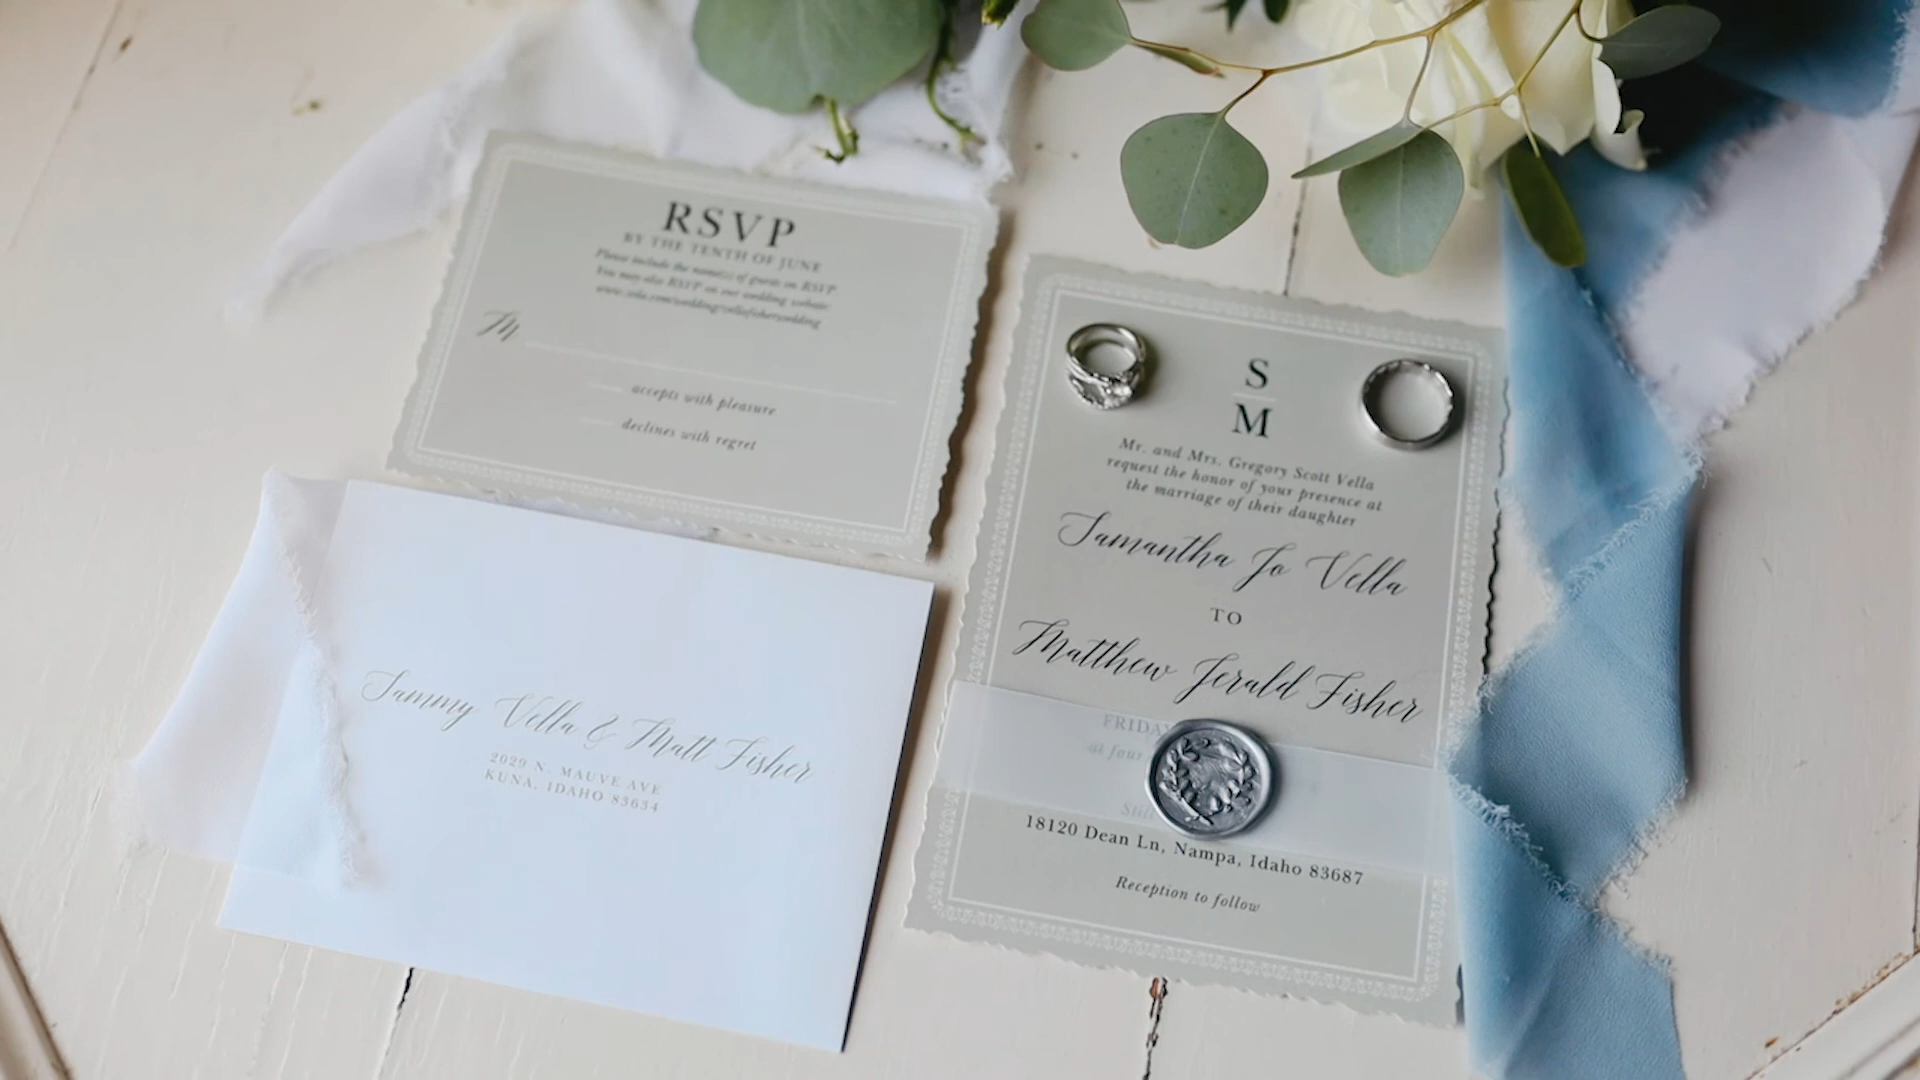 RSVP
BY THE TENTH OF JUNE
Please include the name(s) of guests on RSVP
You may also RSVP on our wedding website
M
accepts with pleasure
declines with regret
Sammy Vella & Matt Fisher
2029 N. MAUVE AVE
KUNA, IDAHO 83634
S
M
Mr. and Mrs. Gregory Scott Vella
request the honor of your presence at
the marriage of their daughter
Samantha Jo Vella
TO
Matthew Jerald Fisher
FRIDAY
at four
18120 Dean Ln, Nampa, Idaho 83687
Reception to follow